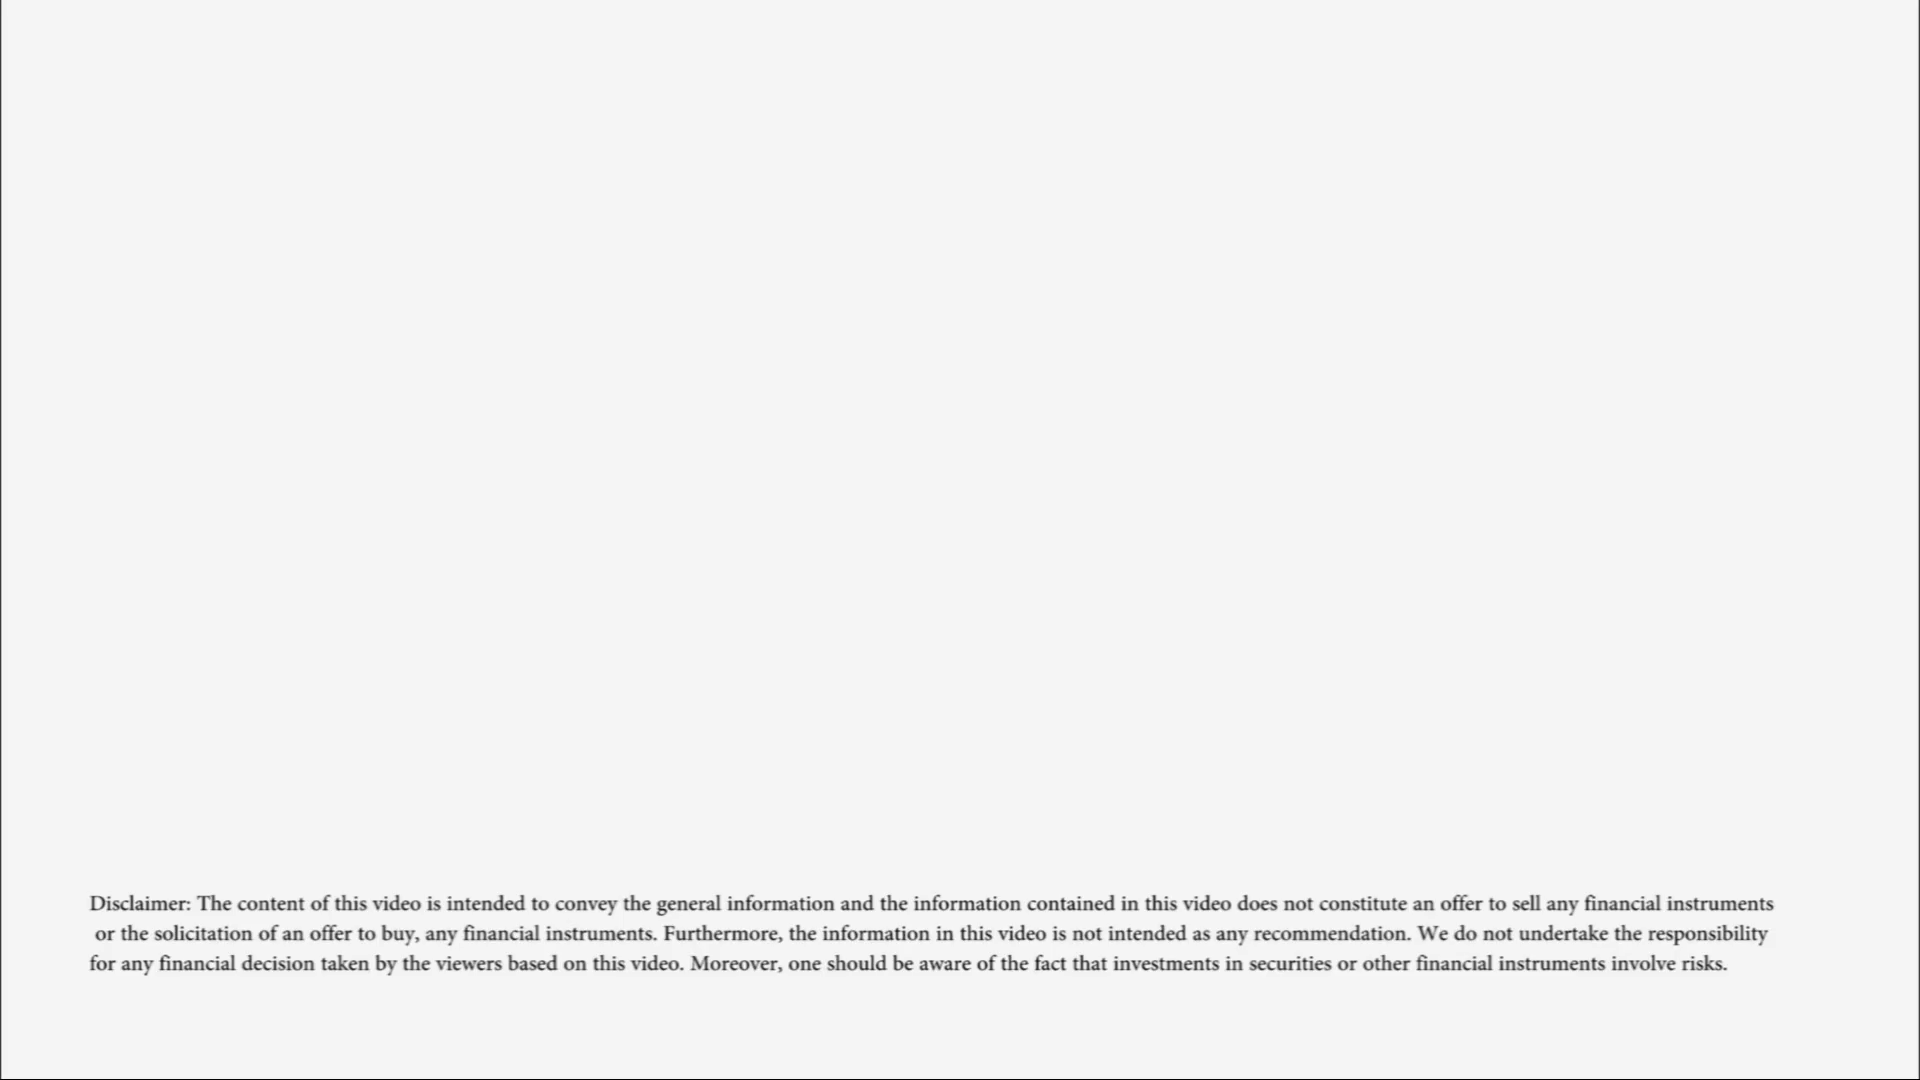 Disclaimer: The content of this video is intended to convey the general information and the information contained in this video does not constitute an offer to sell any financial instruments
or the solicitation of an offer to buy, any financial instruments. Furthermore, the information in this video is not intended as any recommendation. We do not undertake the responsibility
for any financial decision taken by the viewers based on this video. Moreover, one should be aware of the fact that investments in securities or other financial instruments involve risks.